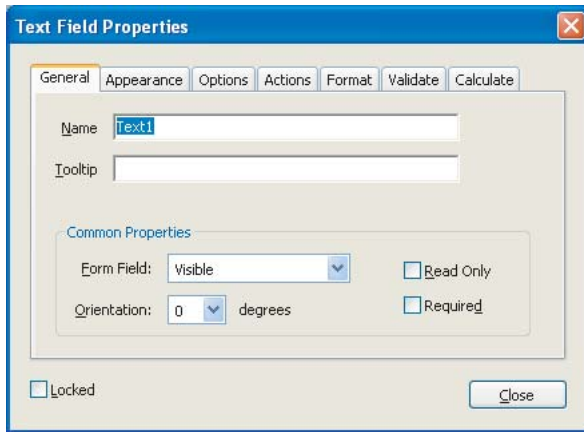 Text Field Properties
General Appearance Options Actions Format Validate Calculate
Name Text1
Tooltip
Common Properties
Form Field: Visible Read Only
Orientation: 0 degrees Required
Locked Close